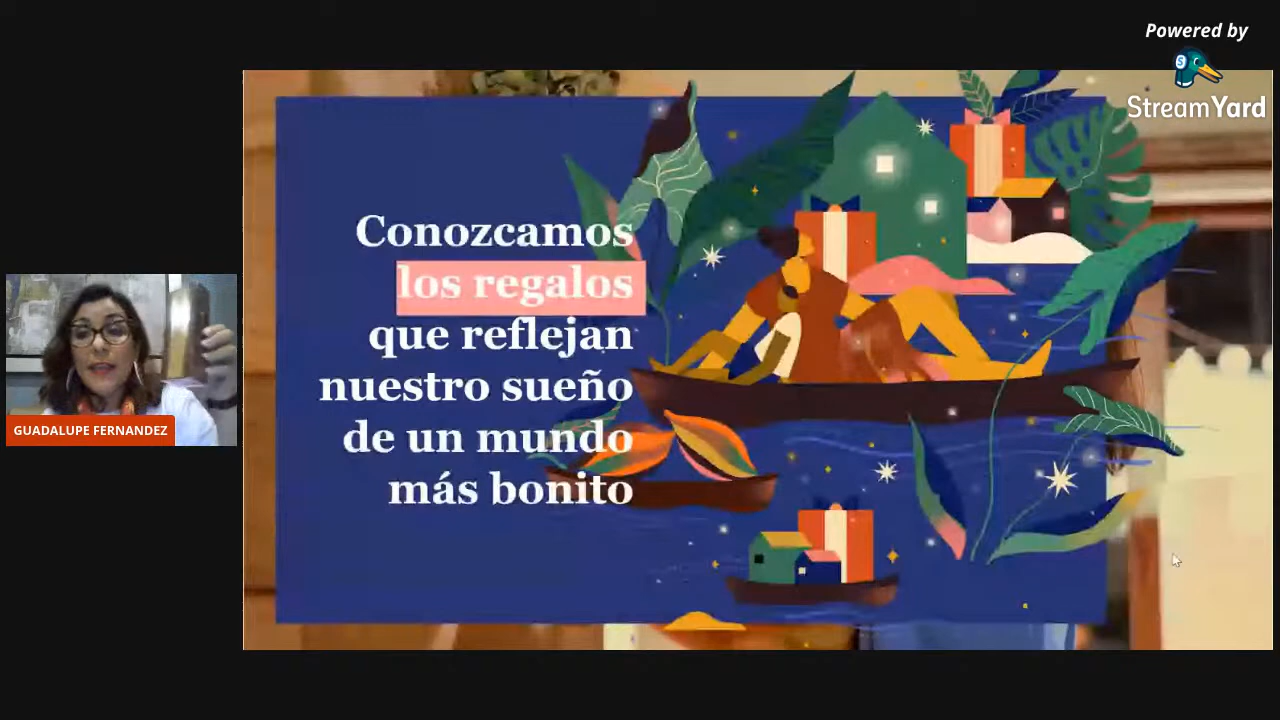 Powered by
StreamYard
Conozcamos
los regalos
que reflejan
nuestro sueño
de un mundo
más bonito
GUADALUPE FERNANDEZ